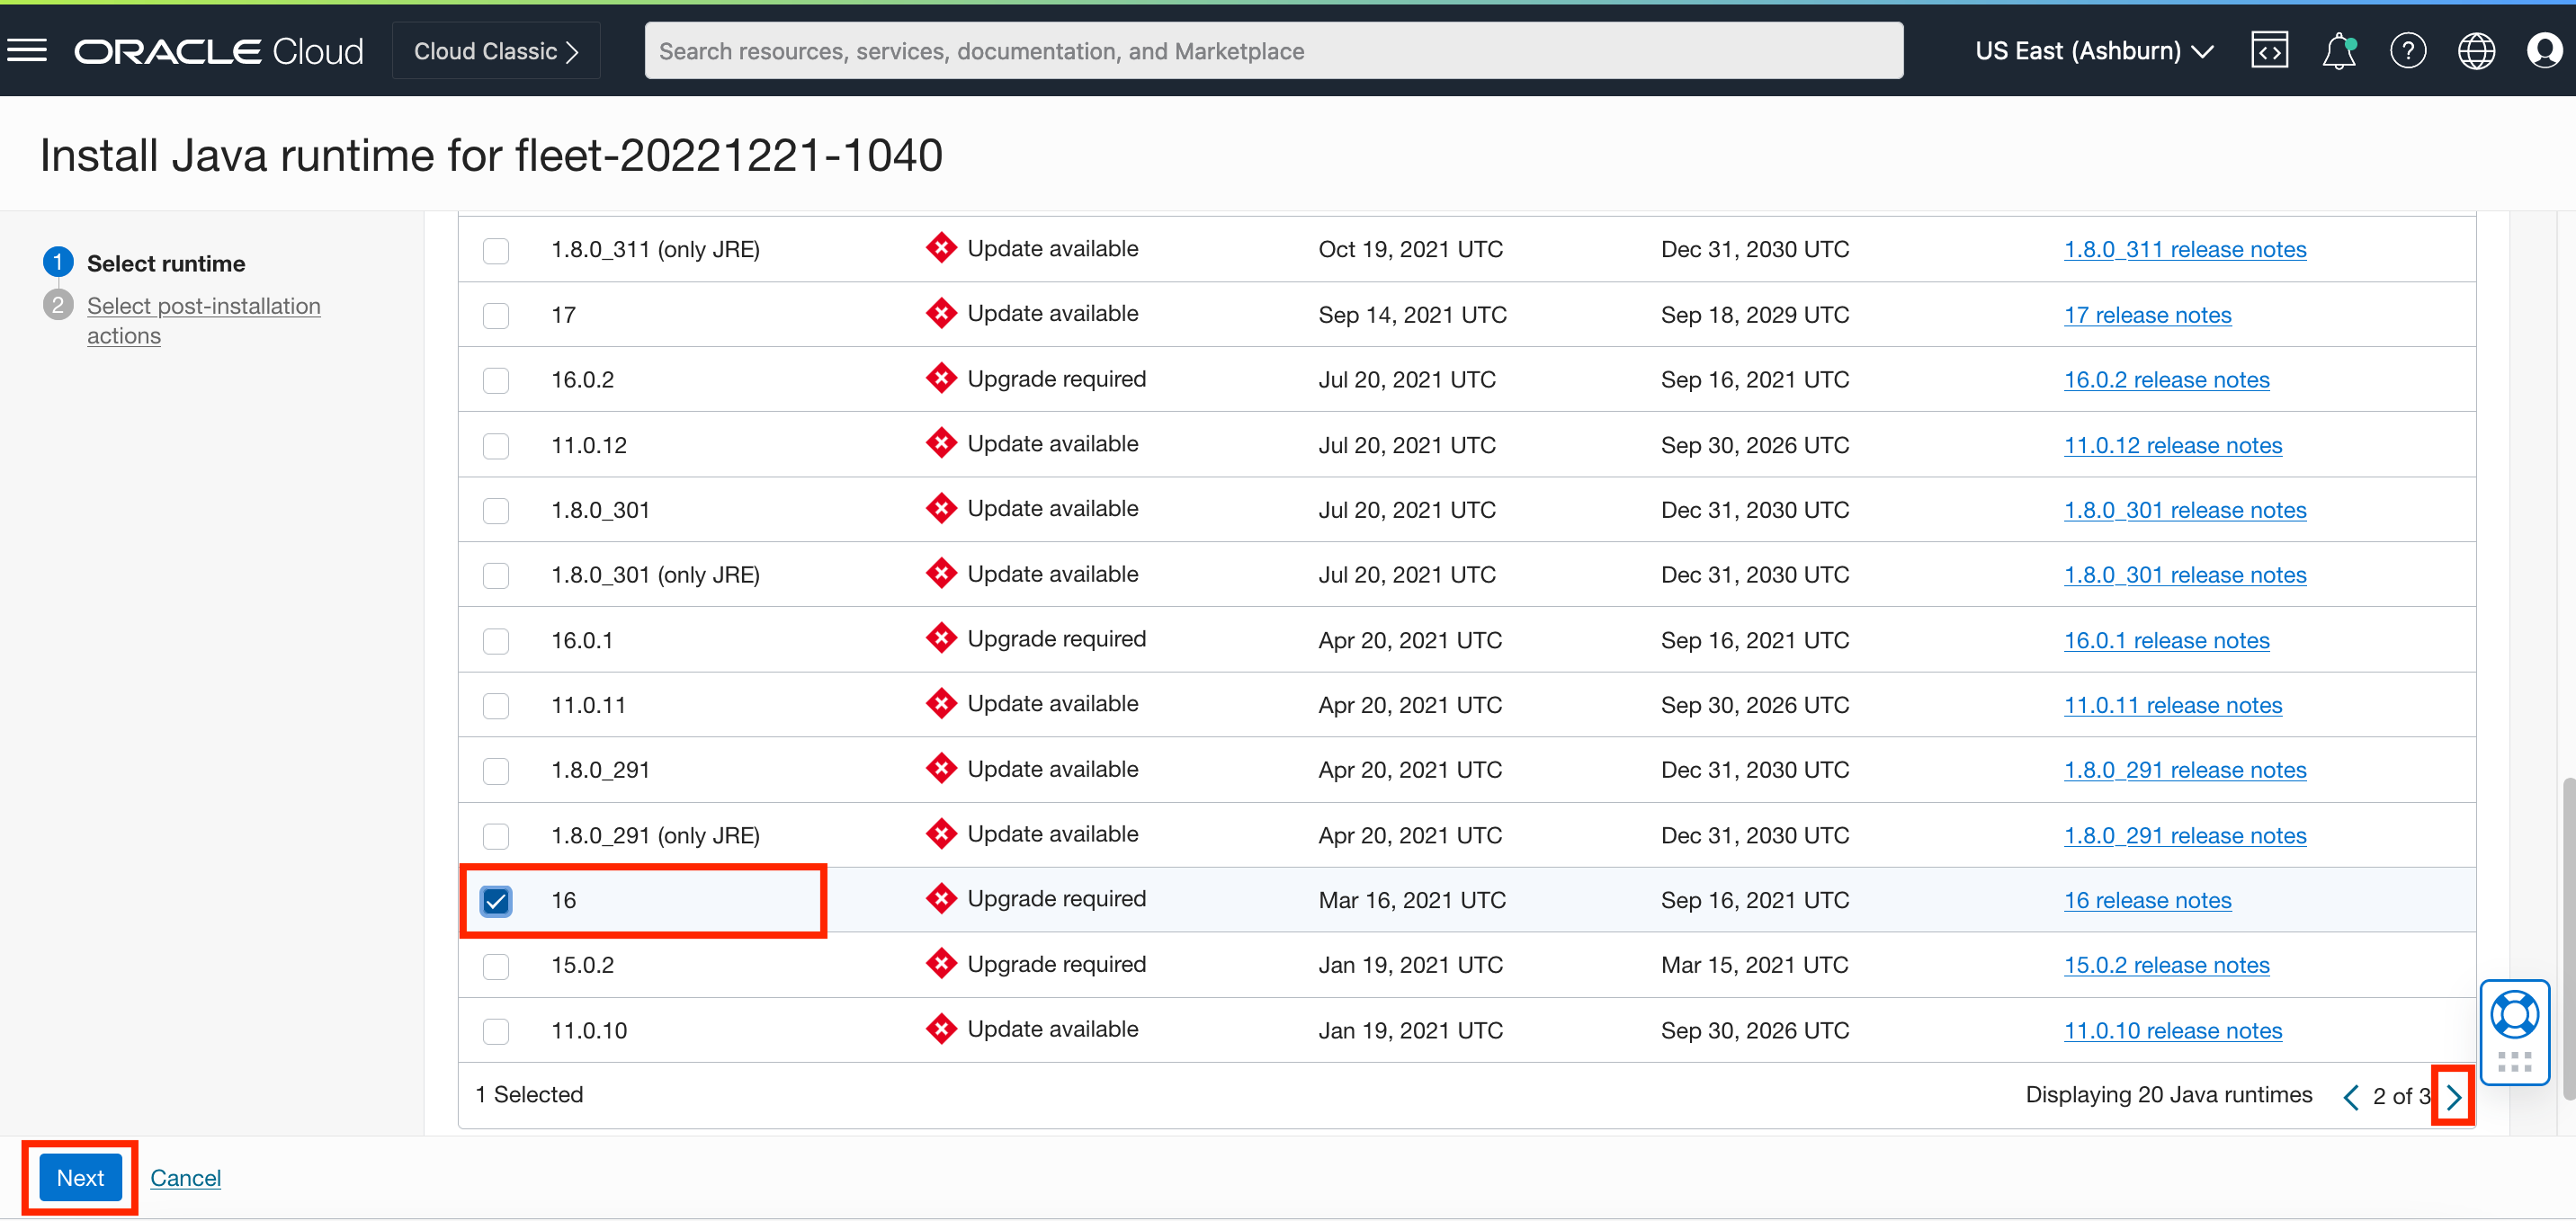 ORACLE Cloud
Cloud Classic
Search resources, services, documentation, and Marketplace
US East (Ashburn)
Install Java runtime for fleet-20221221-1040
1 Select runtime
2 Select post-installation
actions
1.8.0_311 (only JRE) Update available Oct 19, 2021 UTC Dec 31, 2030 UTC 1.8.0_311 release notes
17 Update available Sep 14, 2021 UTC Sep 18, 2029 UTC 17 release notes
16.0.2 Upgrade required Jul 20, 2021 UTC Sep 16, 2021 UTC 16.0.2 release notes
11.0.12 Update available Jul 20, 2021 UTC Sep 30, 2026 UTC 11.0.12 release notes
1.8.0_301 Update available Jul 20, 2021 UTC Dec 31, 2030 UTC 1.8.0_301 release notes
1.8.0_301 (only JRE) Update available Jul 20, 2021 UTC Dec 31, 2030 UTC 1.8.0_301 release notes
16.0.1 Upgrade required Apr 20, 2021 UTC Sep 16, 2021 UTC 16.0.1 release notes
11.0.11 Update available Apr 20, 2021 UTC Sep 30, 2026 UTC 11.0.11 release notes
1.8.0_291 Update available Apr 20, 2021 UTC Dec 31, 2030 UTC 1.8.0_291 release notes
1.8.0_291 (only JRE) Update available Apr 20, 2021 UTC Dec 31, 2030 UTC 1.8.0_291 release notes
16 Upgrade required Mar 16, 2021 UTC Sep 16, 2021 UTC 16 release notes
15.0.2 Upgrade required Jan 19, 2021 UTC Mar 15, 2021 UTC 15.0.2 release notes
11.0.10 Update available Jan 19, 2021 UTC Sep 30, 2026 UTC 11.0.10 release notes
1 Selected Displaying 20 Java runtimes 2 of 3
Next Cancel